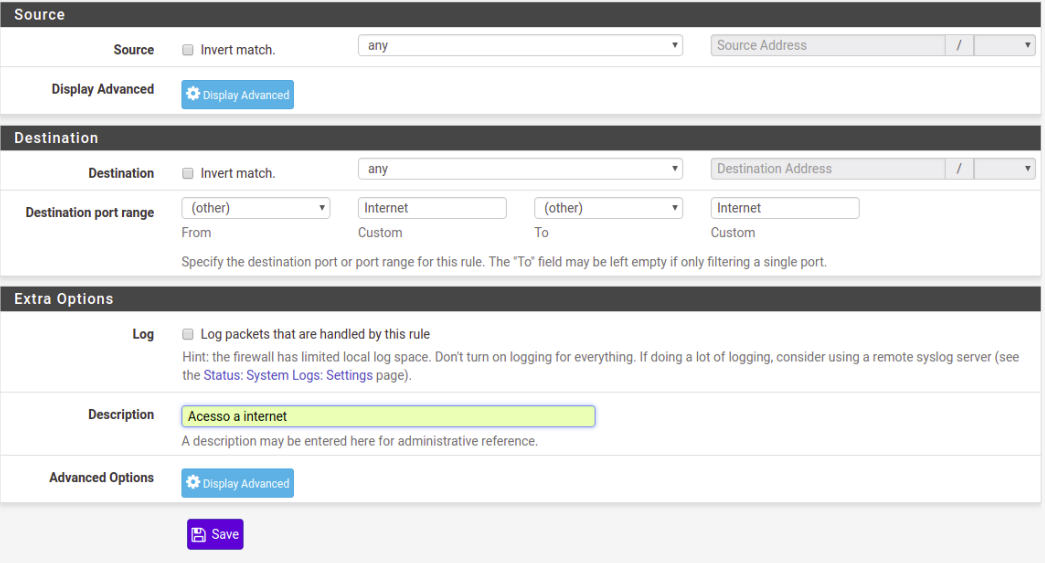 Source
Source Invert match. any Source Address /
Display Advanced Display Advanced
Destination
Destination Invert match. any Destination Address /
Destination port range (other) Internet (other) Internet
From Custom To Custom
Specify the destination port or port range for this rule. The "To" field may be left empty if only filtering a single port.
Extra Options
Log Log packets that are handled by this rule
Hint: the firewall has limited local log space. Don't turn on logging for everything. If doing a lot of logging, consider using a remote syslog server (see
the Status: System Logs: Settings page).
Description Acesso a internet
A description may be entered here for administrative reference.
Advanced Options Display Advanced
Save